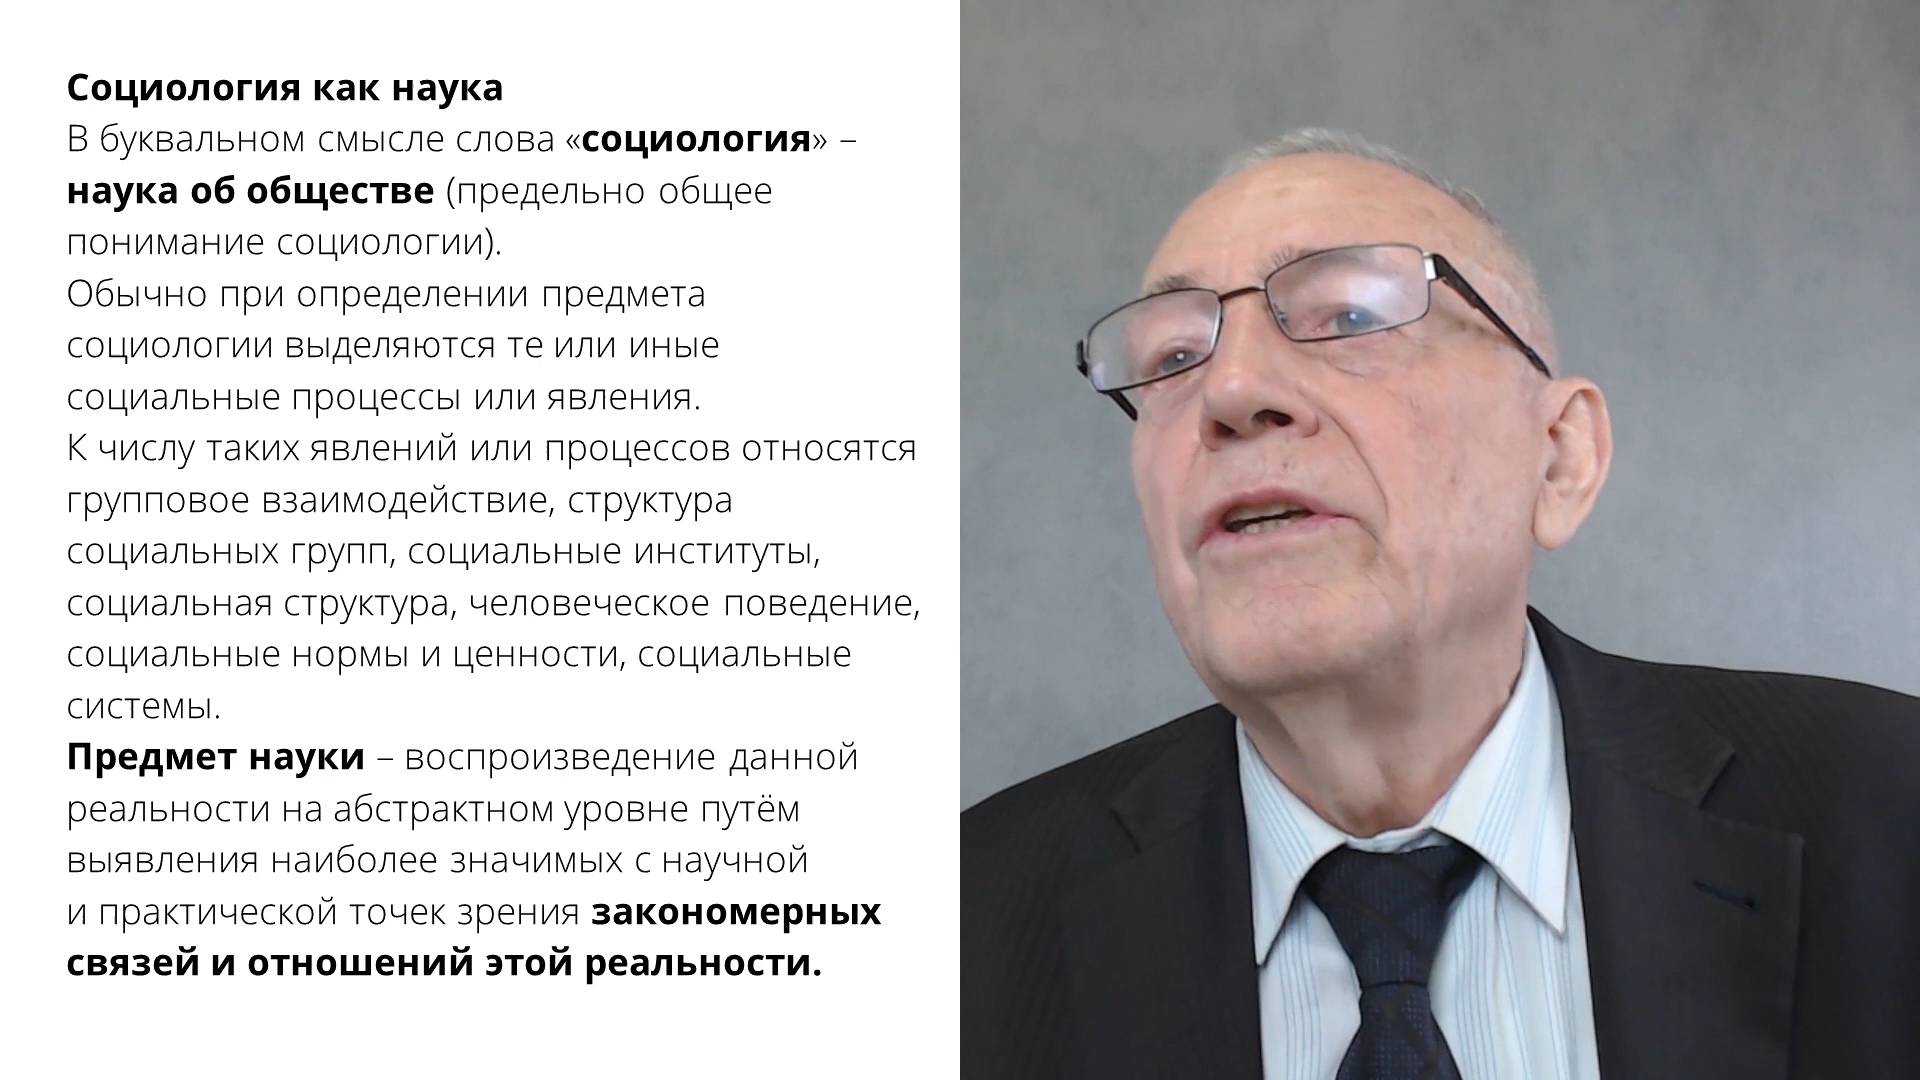 Социология как наука
В буквальном смысле слова «социология» –
наука об обществе (предельно общее
понимание социологии).
Обычно при определении предмета
социологии выделяются те или иные
социальные процессы или явления.
К числу таких явлений или процессов относятся
групповое взаимодействие, структура
социальных групп, социальные институты,
социальная структура, человеческое поведение,
социальные нормы и ценности, социальные
системы.
Предмет науки – воспроизведение данной
реальности на абстрактном уровне путём
выявления наиболее значимых с научной
и практической точек зрения закономерных
связей и отношений этой реальности.